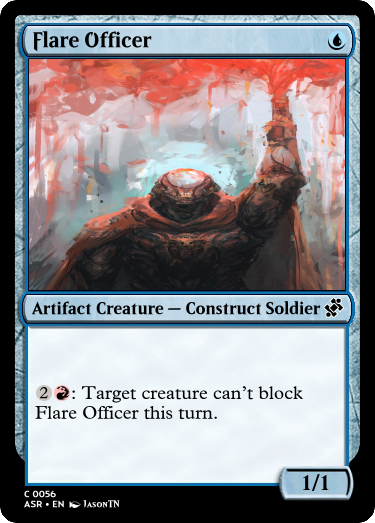 Flare Officer
Artifact Creature — Construct Soldier
2: Target creature can't block
Flare Officer this turn.
1/1
C 0056
ASR • EN JasonTN